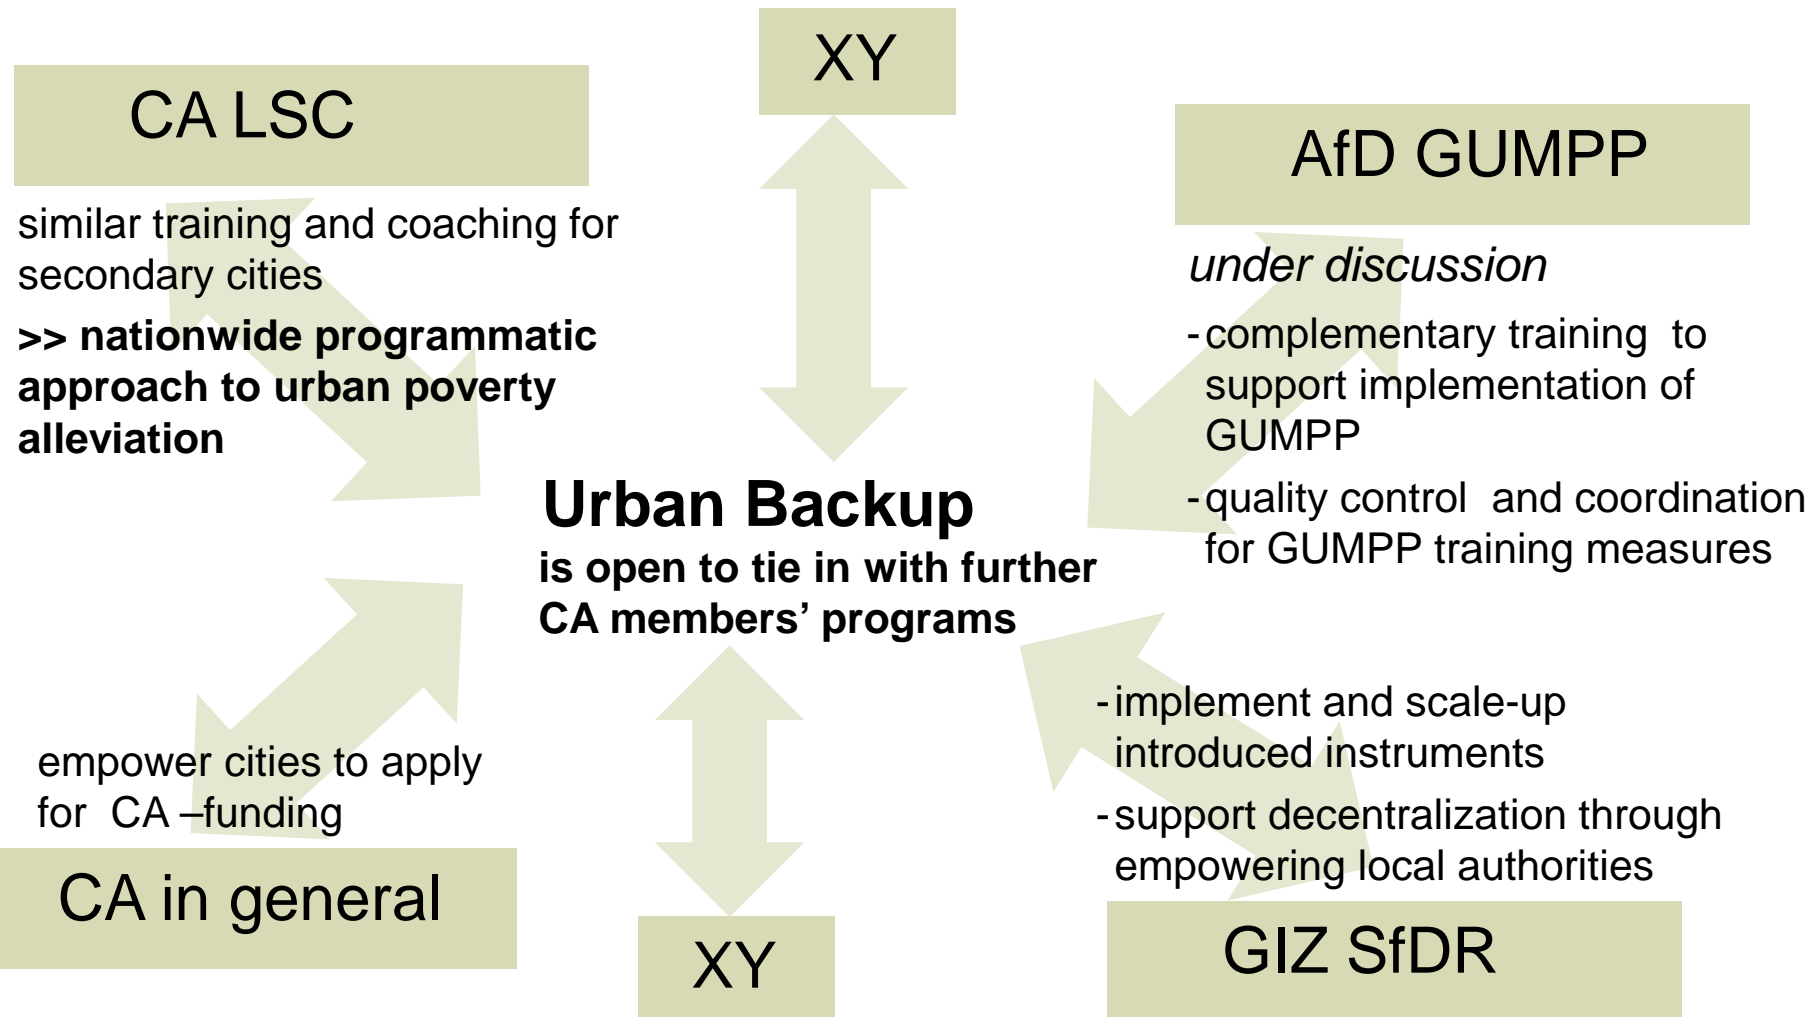 XY
CA LSC
similar training and coaching for
secondary cities
>> nationwide programmatic
approach to urban poverty
alleviation
AfD GUMPP
under discussion
-complementary training  to
support implementation of
GUMPP
-quality control  and coordination
for GUMPP training measures
Urban Backup
is open to tie in with further
CA members’ programs
empower cities to apply
for  CA –funding
CA in general
XY
-implement and scale-up
introduced instruments
-support decentralization through
empowering local authorities
GIZ SfDR